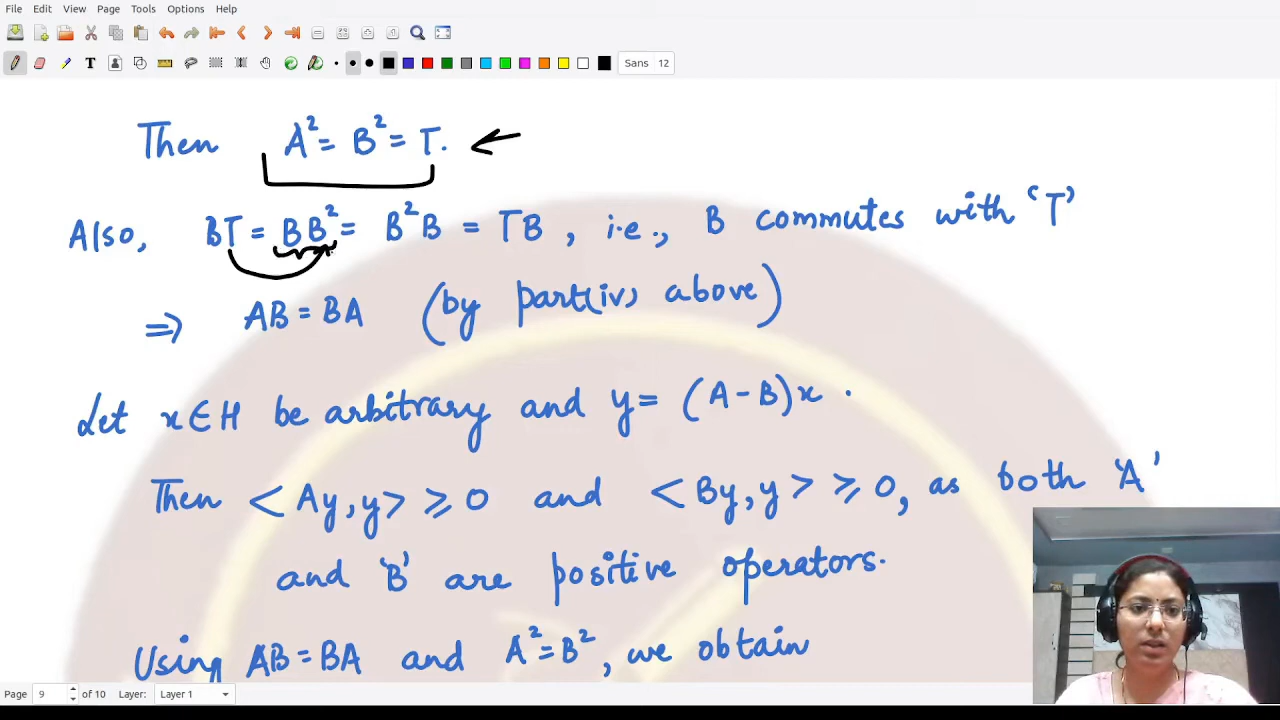 File Edit View Page Tools Options Help
Sans 12
Then A² = B² = T.
Also, BT = BB² = B²B = TB, i.e., B commutes with 'T'
⇒ AB = BA (by part(iv) above)
Let x ∈ H be arbitrary and y = (A - B)x.
Then <Ay, y> ≥ 0 and <By, y> ≥ 0, as both 'A'
and 'B' are positive operators.
Using AB = BA and A² = B², we obtain
Page 9 of 10 Layer: Layer 1